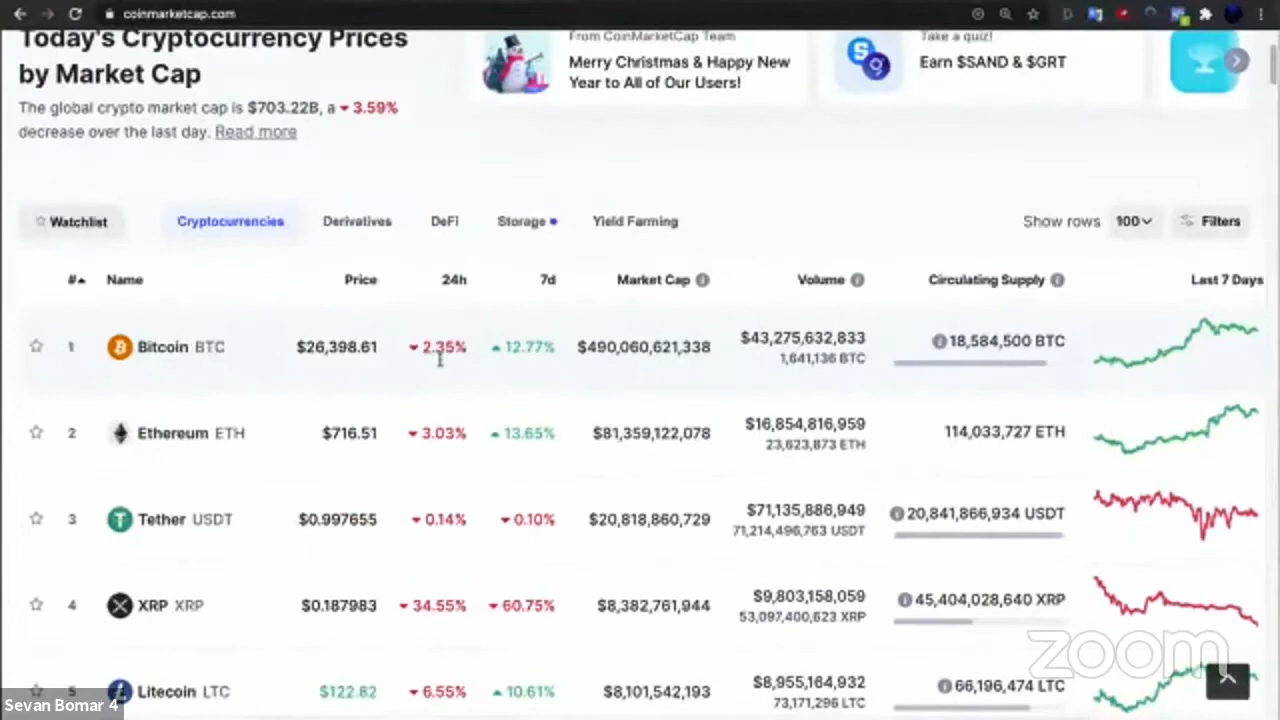 coinmarketcap.com
Today's Cryptocurrency Prices
by Market Cap
The global crypto market cap is $703.22B, a 3.59%
decrease over the last day. Read more
From CoinMarketCap Team
Merry Christmas & Happy New
Year to All of Our Users!
Take a quiz!
Earn $SAND & $GRT
Watchlist Cryptocurrencies Derivatives DeFi Storage Yield Farming Show rows 100 Filters
# Name Price 24h 7d Market Cap Volume Circulating Supply Last 7 Days
1 Bitcoin BTC $26,398.61 2.35% 12.77% $490,060,621,338 $43,275,632,833 18,584,500 BTC
1,641,136 BTC
2 Ethereum ETH $716.51 3.03% 13.65% $81,359,122,078 $16,854,816,959 114,033,727 ETH
23,623,873 ETH
3 Tether USDT $0.997655 0.14% 0.10% $20,818,860,729 $71,135,886,949 20,841,866,934 USDT
71,214,496,763 USDT
4 XRP XRP $0.187983 34.55% 60.75% $8,382,761,944 $9,803,158,059 45,404,028,640 XRP
53,097,400,623 XRP
5 Litecoin LTC $122.82 6.55% 10.61% $8,101,542,193 $8,955,164,932 66,196,474 LTC
73,171,296 LTC
zoom
Sevan Bomar 4